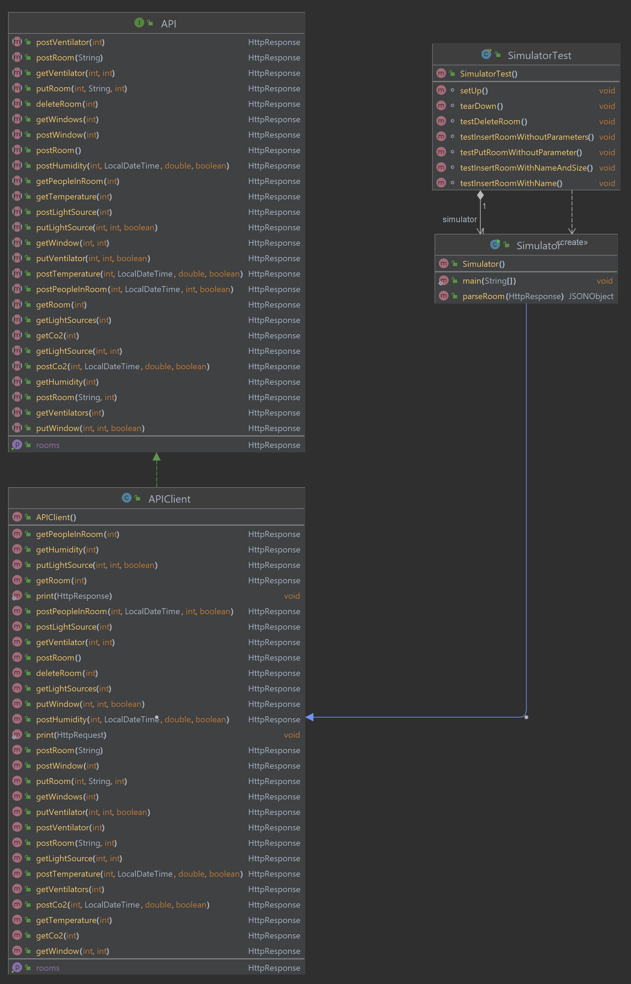 API
postVentilator(int) HttpResponse
postRoom(String) HttpResponse
getVentilator(int, int) HttpResponse
putRoom(int, String, int) HttpResponse
deleteRoom(int) HttpResponse
getWindows(int) HttpResponse
postWindow(int) HttpResponse
postRoom() HttpResponse
postHumidity(int, LocalDateTime, double, boolean) HttpResponse
getPeopleInRoom(int) HttpResponse
getTemperature(int) HttpResponse
postLightSource(int) HttpResponse
putLightSource(int, int, boolean) HttpResponse
getWindow(int, int) HttpResponse
putVentilator(int, int, boolean) HttpResponse
postTemperature(int, LocalDateTime, double, boolean) HttpResponse
postPeopleInRoom(int, LocalDateTime, int, boolean) HttpResponse
getRoom(int) HttpResponse
getLightSources(int) HttpResponse
getCo2(int) HttpResponse
getLightSource(int, int) HttpResponse
postCo2(int, LocalDateTime, double, boolean) HttpResponse
getHumidity(int) HttpResponse
postRoom(String, int) HttpResponse
getVentilators(int) HttpResponse
putWindow(int, int, boolean) HttpResponse
rooms HttpResponse
SimulatorTest
SimulatorTest()
setUp() void
tearDown() void
testDeleteRoom() void
testInsertRoomWithoutParameters() void
testPutRoomWithoutParameter() void
testInsertRoomWithNameAndSize() void
testInsertRoomWithName() void
1
simulator
«create»
Simulator
Simulator()
main(String[]) void
parseRoom(HttpResponse) JSONObject
APIClient
APIClient()
getPeopleInRoom(int) HttpResponse
getHumidity(int) HttpResponse
putLightSource(int, int, boolean) HttpResponse
getRoom(int) HttpResponse
print(HttpResponse) void
postPeopleInRoom(int, LocalDateTime, int, boolean) HttpResponse
postLightSource(int) HttpResponse
getVentilator(int, int) HttpResponse
postRoom() HttpResponse
deleteRoom(int) HttpResponse
getLightSources(int) HttpResponse
putWindow(int, int, boolean) HttpResponse
postHumidity(int, LocalDateTime, double, boolean) HttpResponse
print(HttpRequest) void
postRoom(String) HttpResponse
postWindow(int) HttpResponse
putRoom(int, String, int) HttpResponse
getWindows(int) HttpResponse
putVentilator(int, int, boolean) HttpResponse
postVentilator(int) HttpResponse
postRoom(String, int) HttpResponse
getLightSource(int, int) HttpResponse
postTemperature(int, LocalDateTime, double, boolean) HttpResponse
getVentilators(int) HttpResponse
postCo2(int, LocalDateTime, double, boolean) HttpResponse
getTemperature(int) HttpResponse
getCo2(int) HttpResponse
getWindow(int, int) HttpResponse
rooms HttpResponse